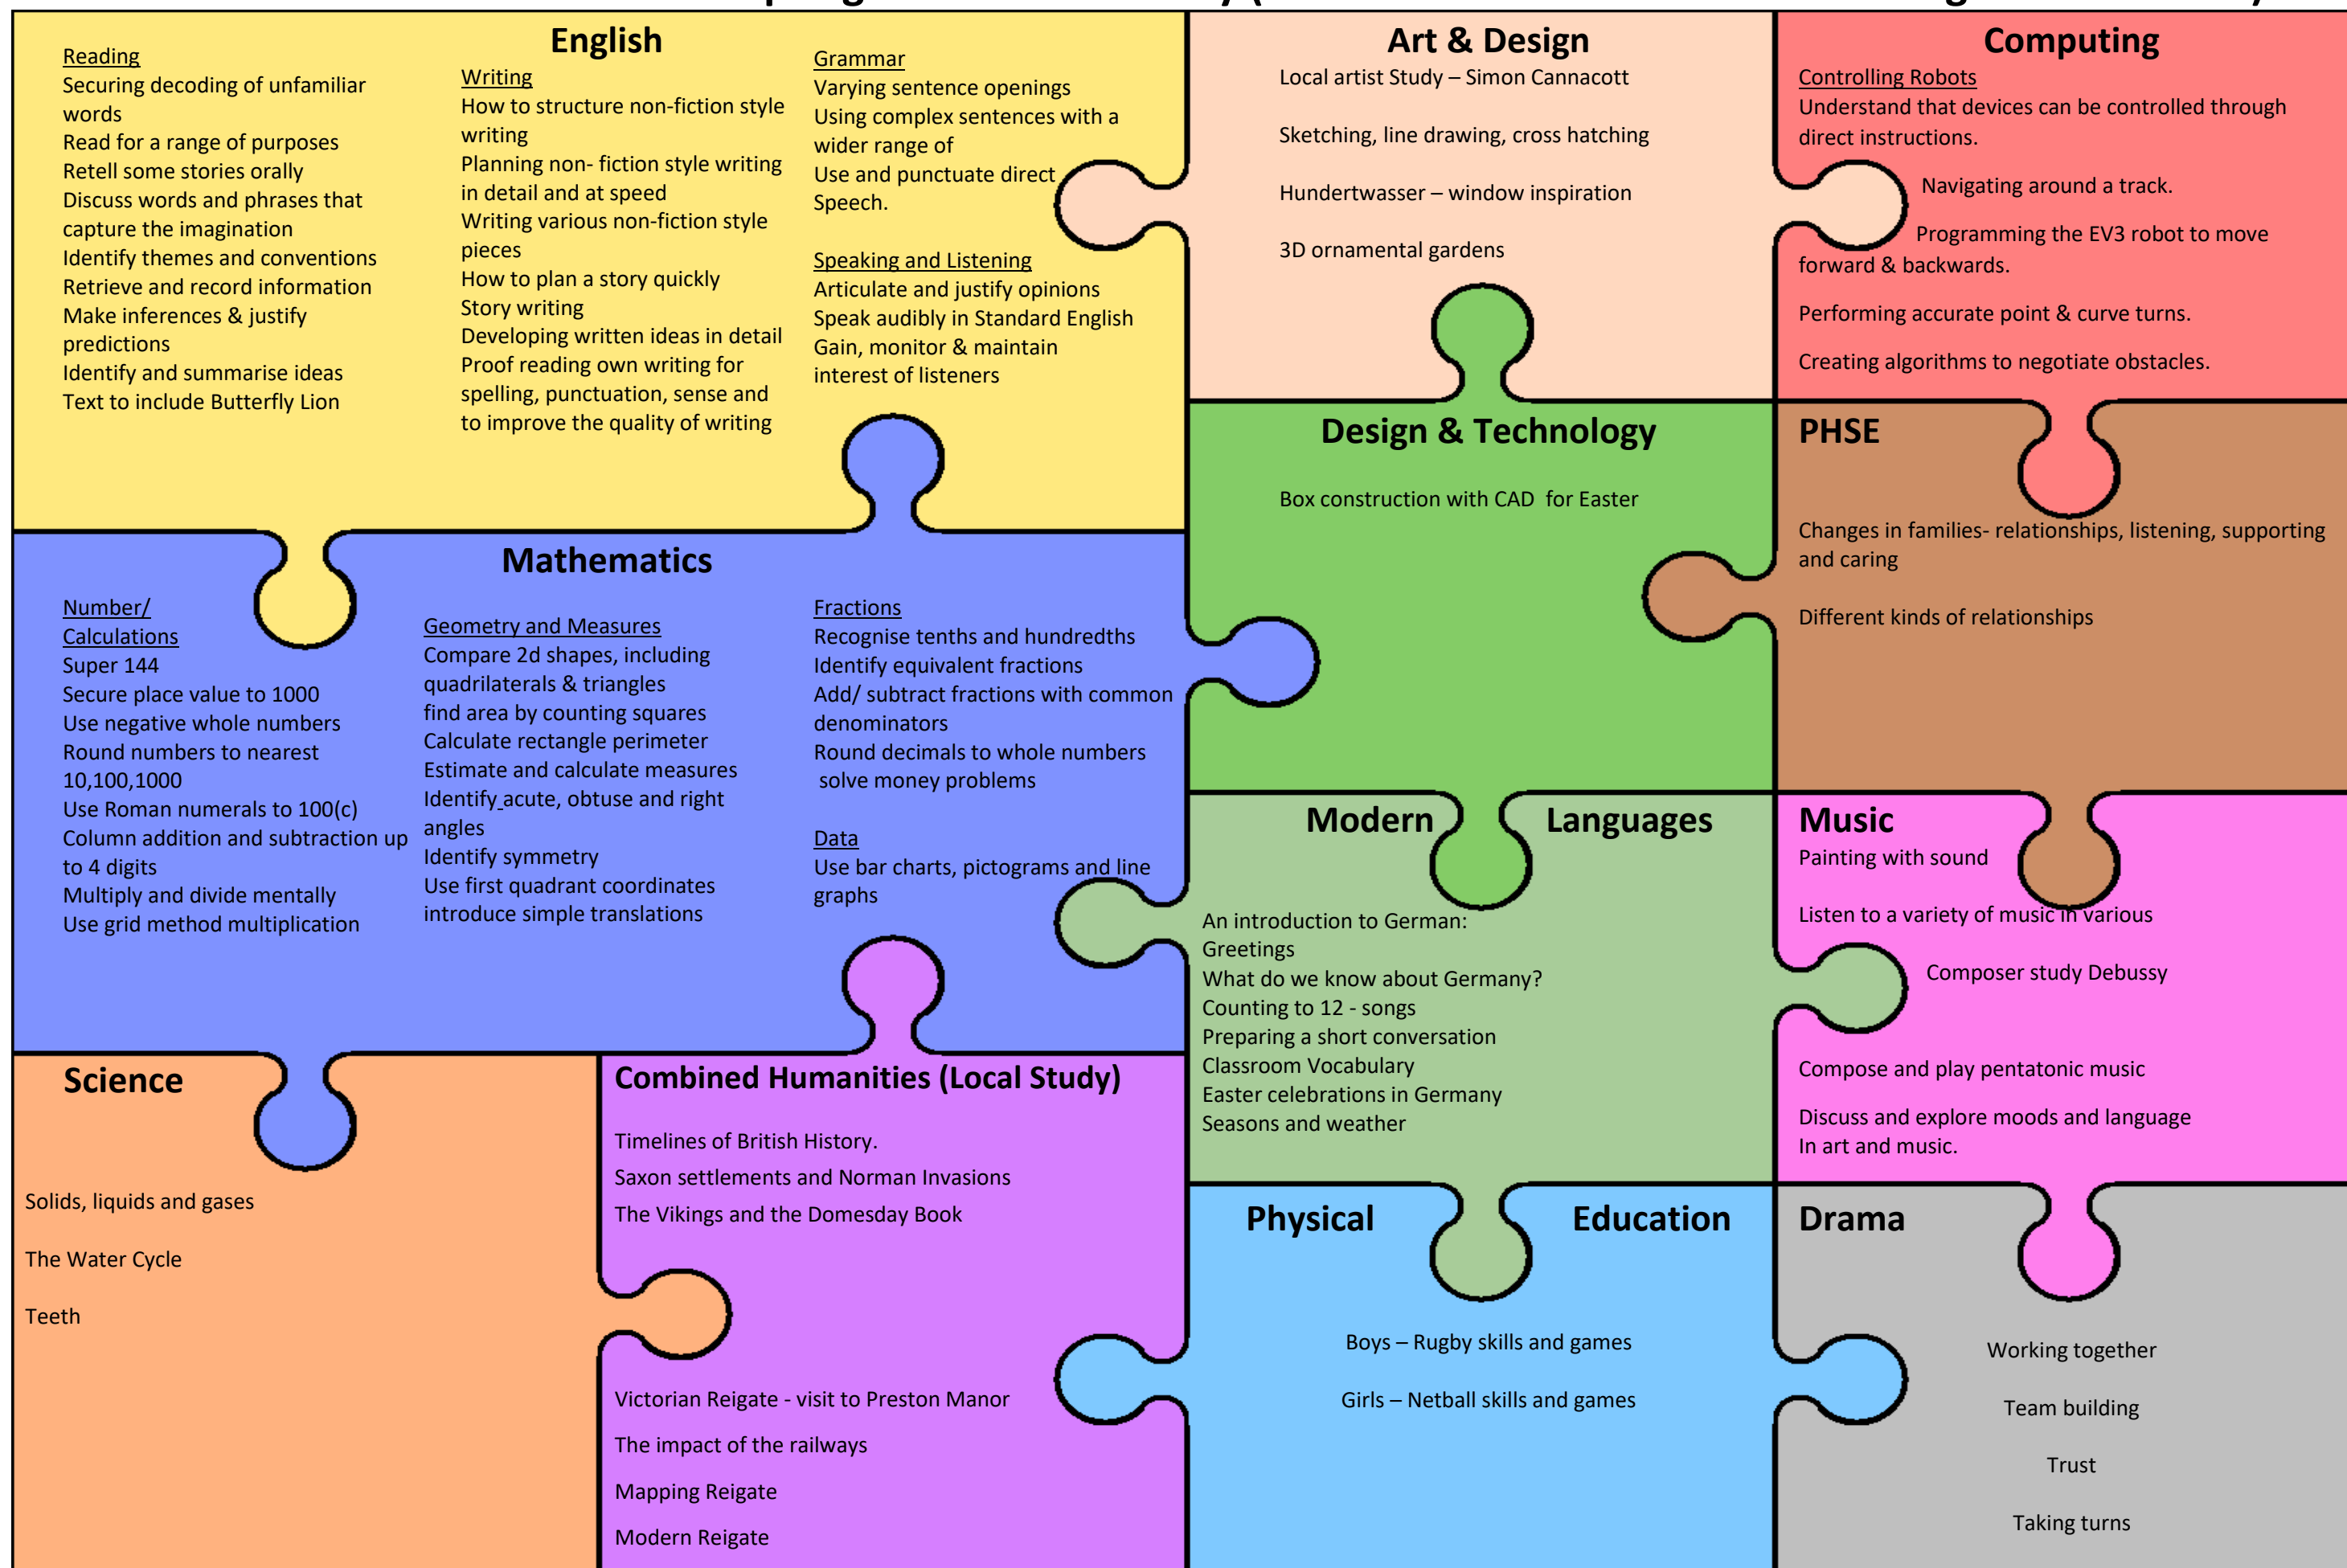 English
Reading
Securing decoding of unfamiliar
words
Read for a range of purposes
Retell some stories orally
Discuss words and phrases that
capture the imagination
Identify themes and conventions
Retrieve and record information
Make inferences & justify
predictions
Identify and summarise ideas
Text to include Butterfly Lion
Writing
How to structure non-fiction style
writing
Planning non- fiction style writing
in detail and at speed
Writing various non-fiction style
pieces
How to plan a story quickly
Story writing
Developing written ideas in detail
Proof reading own writing for
spelling, punctuation, sense and
to improve the quality of writing
Grammar
Varying sentence openings
Using complex sentences with a
wider range of
Use and punctuate direct
Speech.
Speaking and Listening
Articulate and justify opinions
Speak audibly in Standard English
Gain, monitor & maintain
interest of listeners
Art & Design
Local artist Study – Simon Cannacott
Sketching, line drawing, cross hatching
Hundertwasser – window inspiration
3D ornamental gardens
Computing
Controlling Robots
Understand that devices can be controlled through
direct instructions.
Navigating around a track.
Programming the EV3 robot to move
forward & backwards.
Performing accurate point & curve turns.
Creating algorithms to negotiate obstacles.
Design & Technology
Box construction with CAD for Easter
PHSE
Changes in families- relationships, listening, supporting
and caring
Different kinds of relationships
Mathematics
Number/
Calculations
Super 144
Secure place value to 1000
Use negative whole numbers
Round numbers to nearest
10,100,1000
Use Roman numerals to 100(c)
Column addition and subtraction up
to 4 digits
Multiply and divide mentally
Use grid method multiplication
Geometry and Measures
Compare 2d shapes, including
quadrilaterals & triangles
find area by counting squares
Calculate rectangle perimeter
Estimate and calculate measures
Identify acute, obtuse and right
angles
Identify symmetry
Use first quadrant coordinates
introduce simple translations
Fractions
Recognise tenths and hundredths
Identify equivalent fractions
Add/ subtract fractions with common
denominators
Round decimals to whole numbers
solve money problems
Data
Use bar charts, pictograms and line
graphs
Modern Languages
An introduction to German:
Greetings
What do we know about Germany?
Counting to 12 - songs
Preparing a short conversation
Classroom Vocabulary
Easter celebrations in Germany
Seasons and weather
Music
Painting with sound
Listen to a variety of music in various
Composer study Debussy
Compose and play pentatonic music
Discuss and explore moods and language
In art and music.
Science
Solids, liquids and gases
The Water Cycle
Teeth
Combined Humanities (Local Study)
Timelines of British History.
Saxon settlements and Norman Invasions
The Vikings and the Domesday Book
Victorian Reigate - visit to Preston Manor
The impact of the railways
Mapping Reigate
Modern Reigate
Physical Education
Boys – Rugby skills and games
Girls – Netball skills and games
Drama
Working together
Team building
Trust
Taking turns